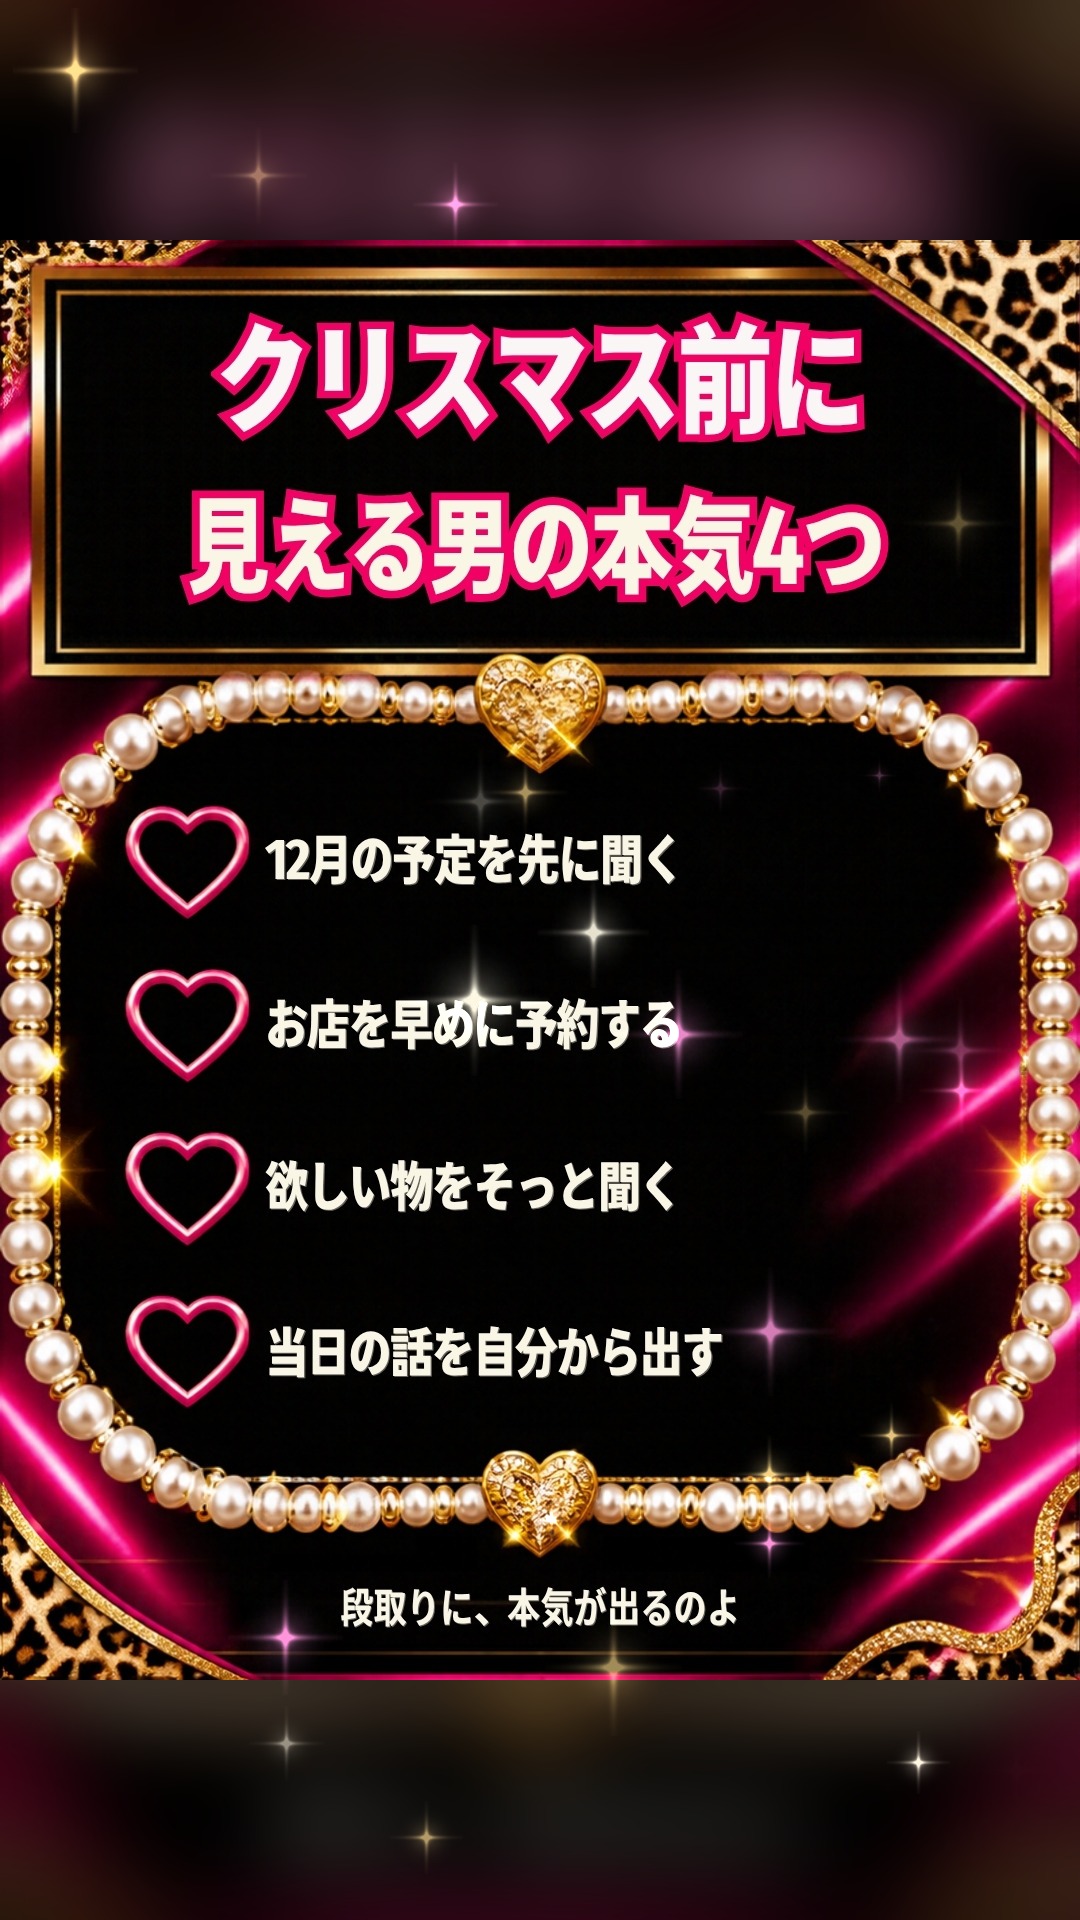 クリスマス前に
見える男の本気4つ
12月の予定を先に聞く
お店を早めに予約する
欲しい物をそっと聞く
当日の話を自分から出す
段取りに、本気が出るのよ